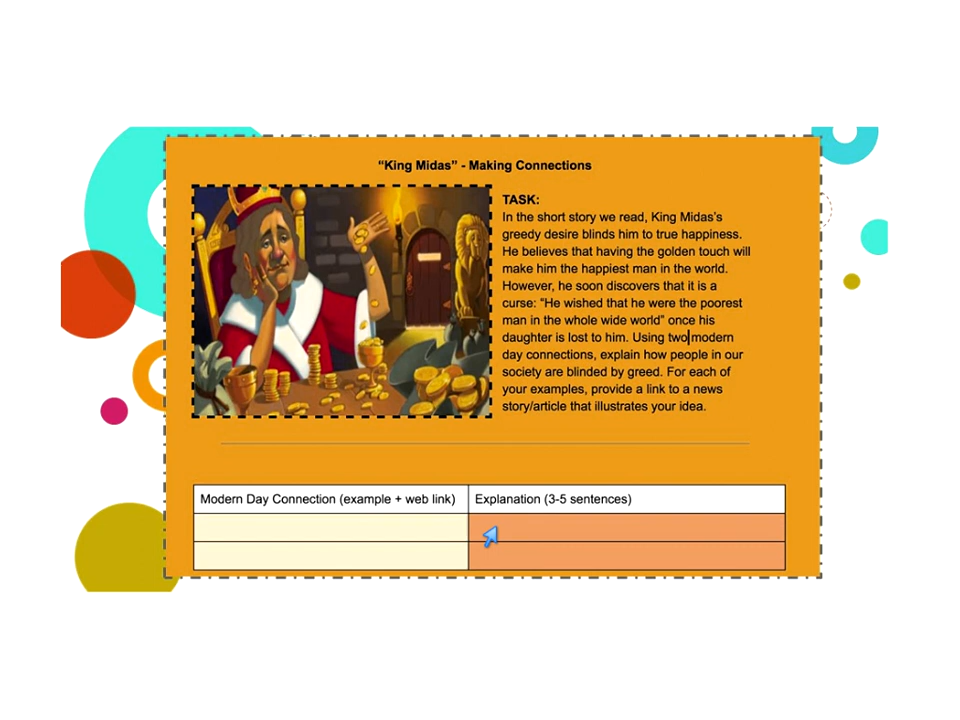 “King Midas” - Making Connections
TASK:
In the short story we read, King Midas’s
greedy desire blinds him to true happiness.
He believes that having the golden touch will
make him the happiest man in the world.
However, he soon discovers that it is a
curse: “He wished that he were the poorest
man in the whole wide world” once his
daughter is lost to him. Using two modern
day connections, explain how people in our
society are blinded by greed. For each of
your examples, provide a link to a news
story/article that illustrates your idea.
Modern Day Connection (example + web link)
Explanation (3-5 sentences)